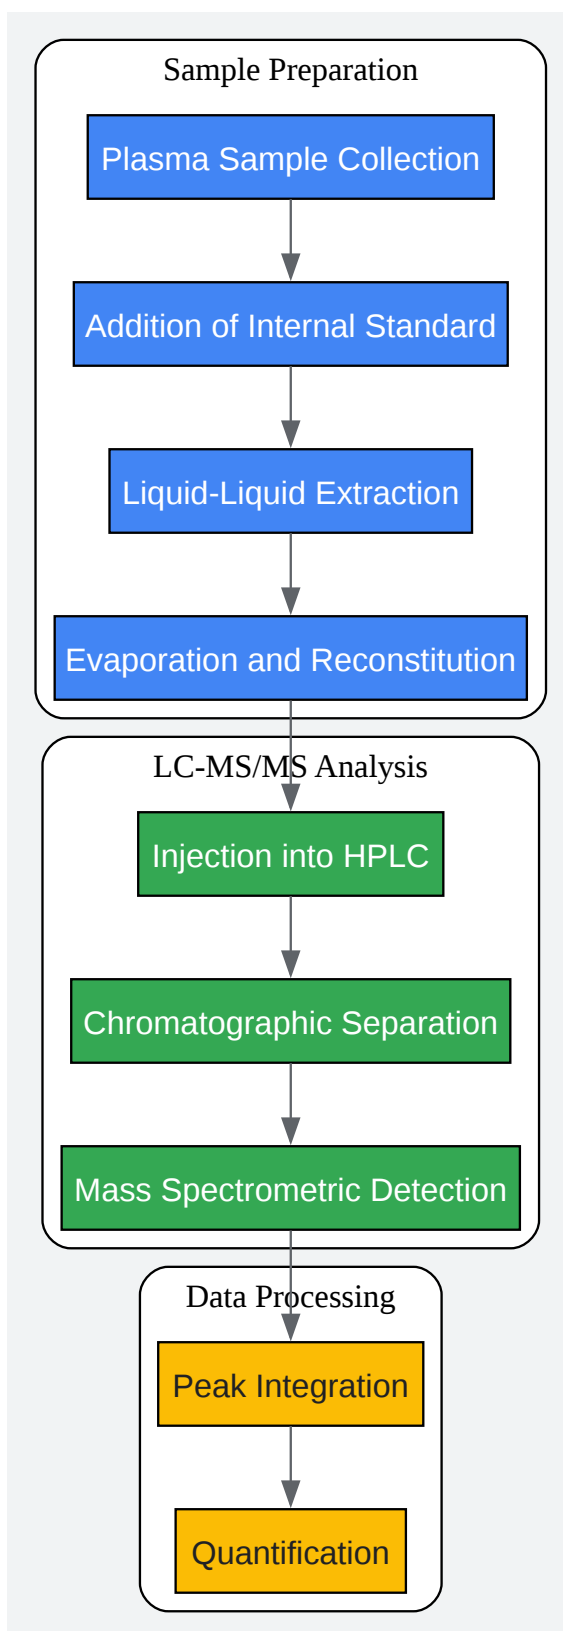 Sample Preparation
Plasma Sample Collection
Addition of Internal Standard
Liquid-Liquid Extraction
Evaporation and Reconstitution
LC-MS/MS Analysis
Injection into HPLC
Chromatographic Separation
Mass Spectrometric Detection
Data Processing
Peak Integration
Quantification